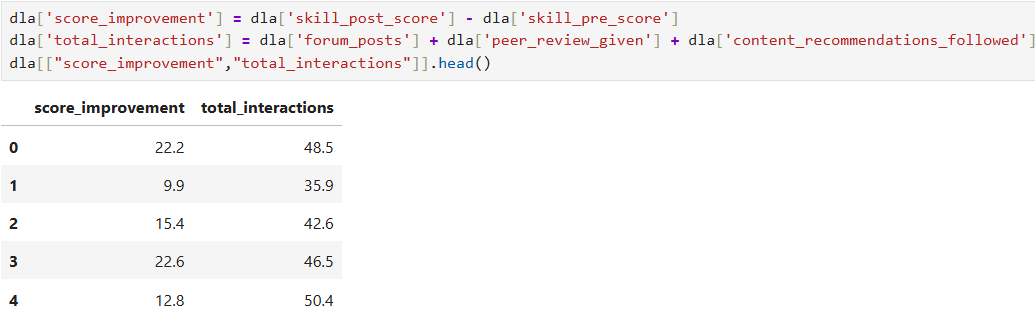 dla['score_improvement'] = dla['skill_post_score'] - dla['skill_pre_score']
dla['total_interactions'] = dla['forum_posts'] + dla['peer_review_given'] + dla['content_recommendations_followed']
dla[["score_improvement","total_interactions"]].head()
score_improvement total_interactions
0 22.2 48.5
1 9.9 35.9
2 15.4 42.6
3 22.6 46.5
4 12.8 50.4